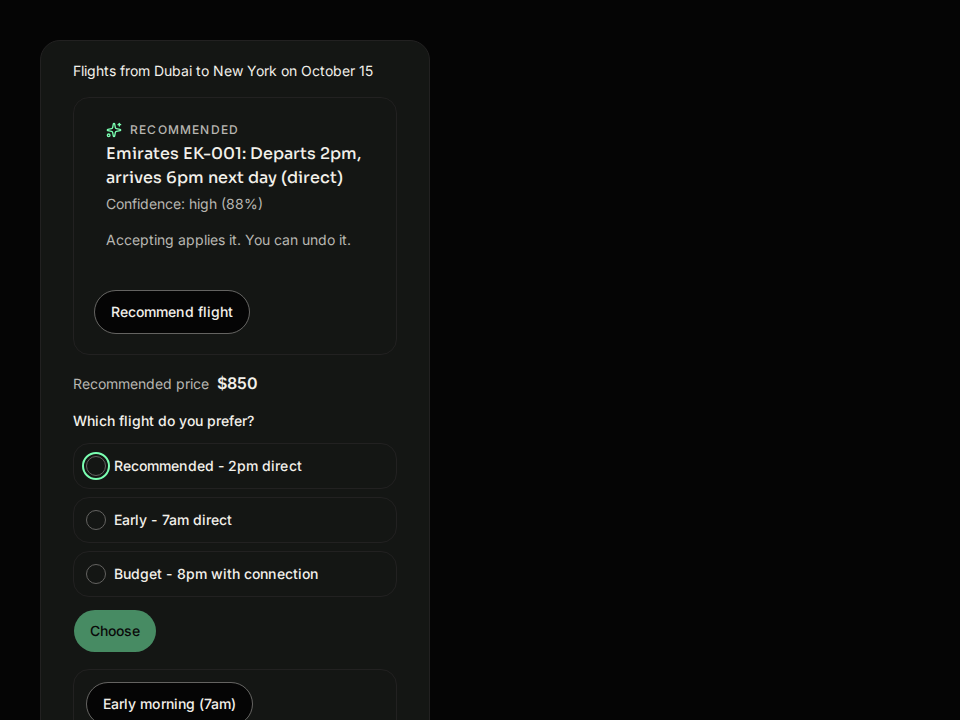 Flights from Dubai to New York on October 15
RECOMMENDED
Emirates EK-001: Departs 2pm,
arrives 6pm next day (direct)
Confidence: high (88%)
Accepting applies it. You can undo it.
Recommend flight
Recommended price $850
Which flight do you prefer?
Recommended - 2pm direct
Early - 7am direct
Budget - 8pm with connection
Choose
Early morning (7am)